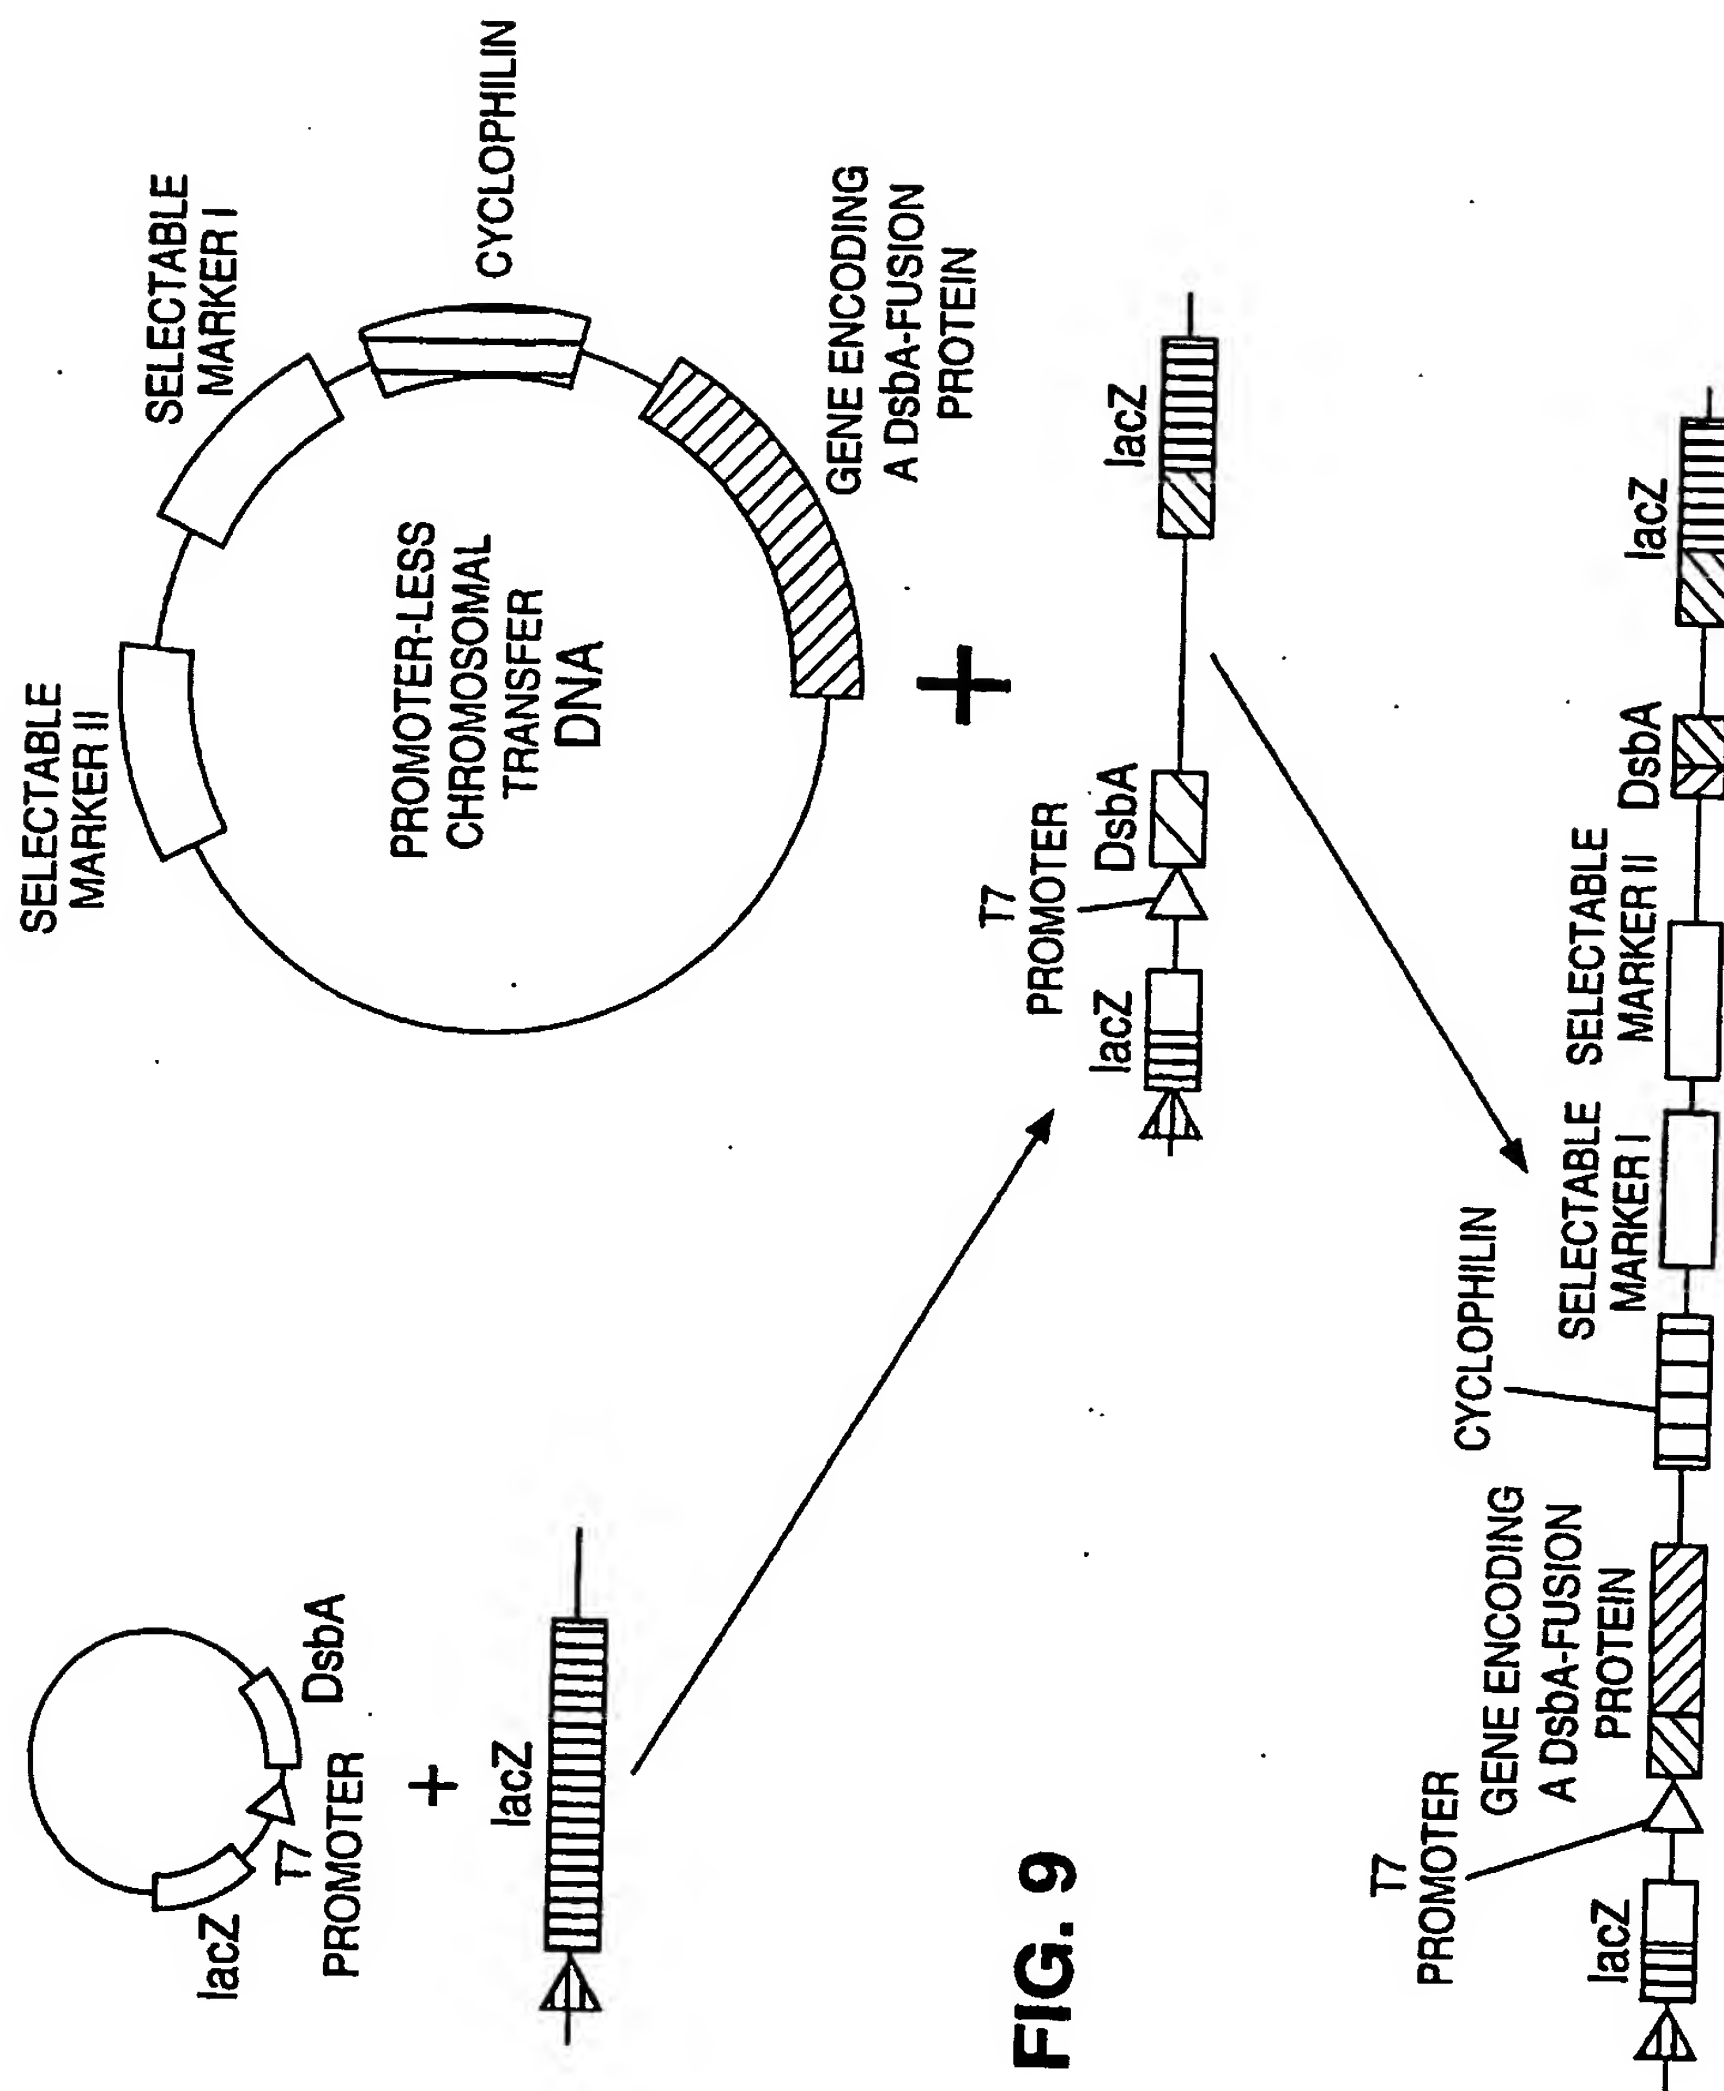 lacZ
T7
PROMOTER
DsbA
+
lacZ
SELECTABLE
MARKER II
SELECTABLE
MARKER I
CYCLOPHILIN
PROMOTER-LESS
CHROMOSOMAL
TRANSFER
DNA
GENE ENCODING
A DsbA-FUSION
PROTEIN
+
lacZ
T7
PROMOTER
DsbA
lacZ
FIG. 9
lacZ
T7
PROMOTER
GENE ENCODING
A DsbA-FUSION
PROTEIN
CYCLOPHILIN
SELECTABLE
MARKER I
SELECTABLE
MARKER II
DsbA
lacZ